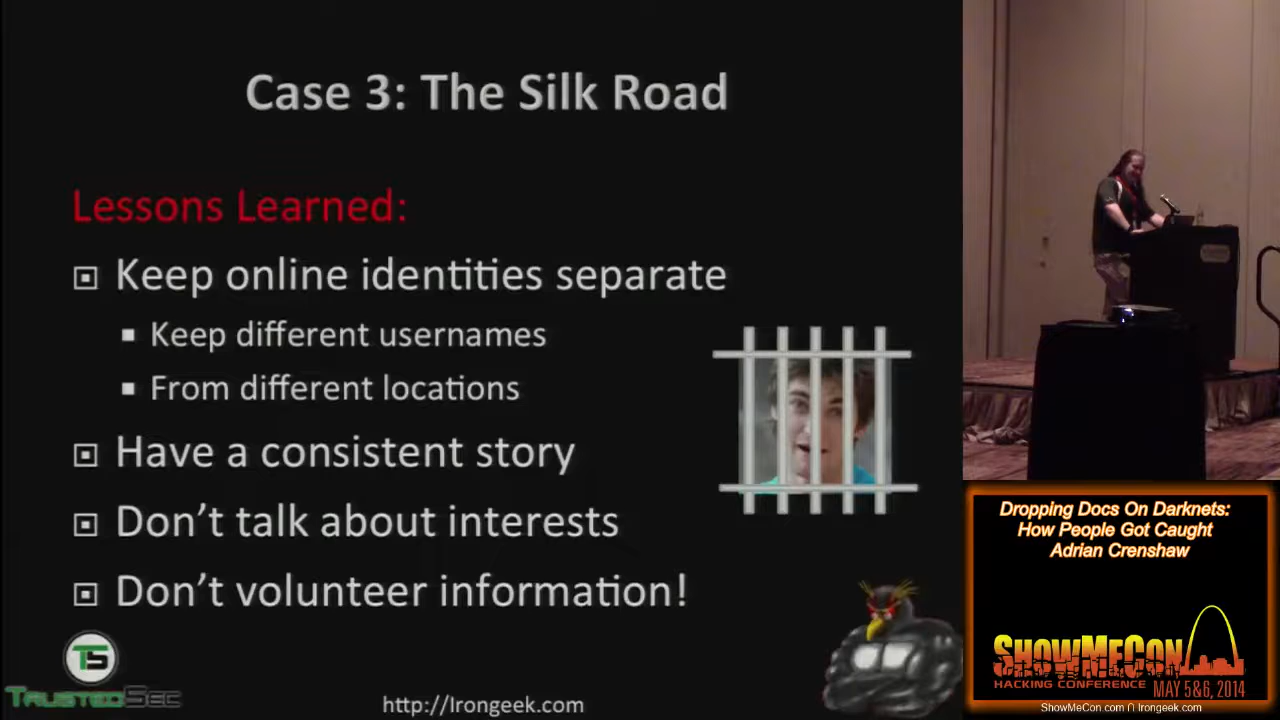 Case 3: The Silk Road
Lessons Learned:
Keep online identities separate
Keep different usernames
From different locations
Have a consistent story
Don't talk about interests
Don't volunteer information!
TS
TRUSTEDSEC
http://Irongeek.com
Dropping Docs On Darknets:
How People Got Caught
Adrian Crenshaw
SHOWMECON
HACKING CONFERENCE
MAY 5&6, 2014
ShowMeCon.com ∩ Irongeek.com